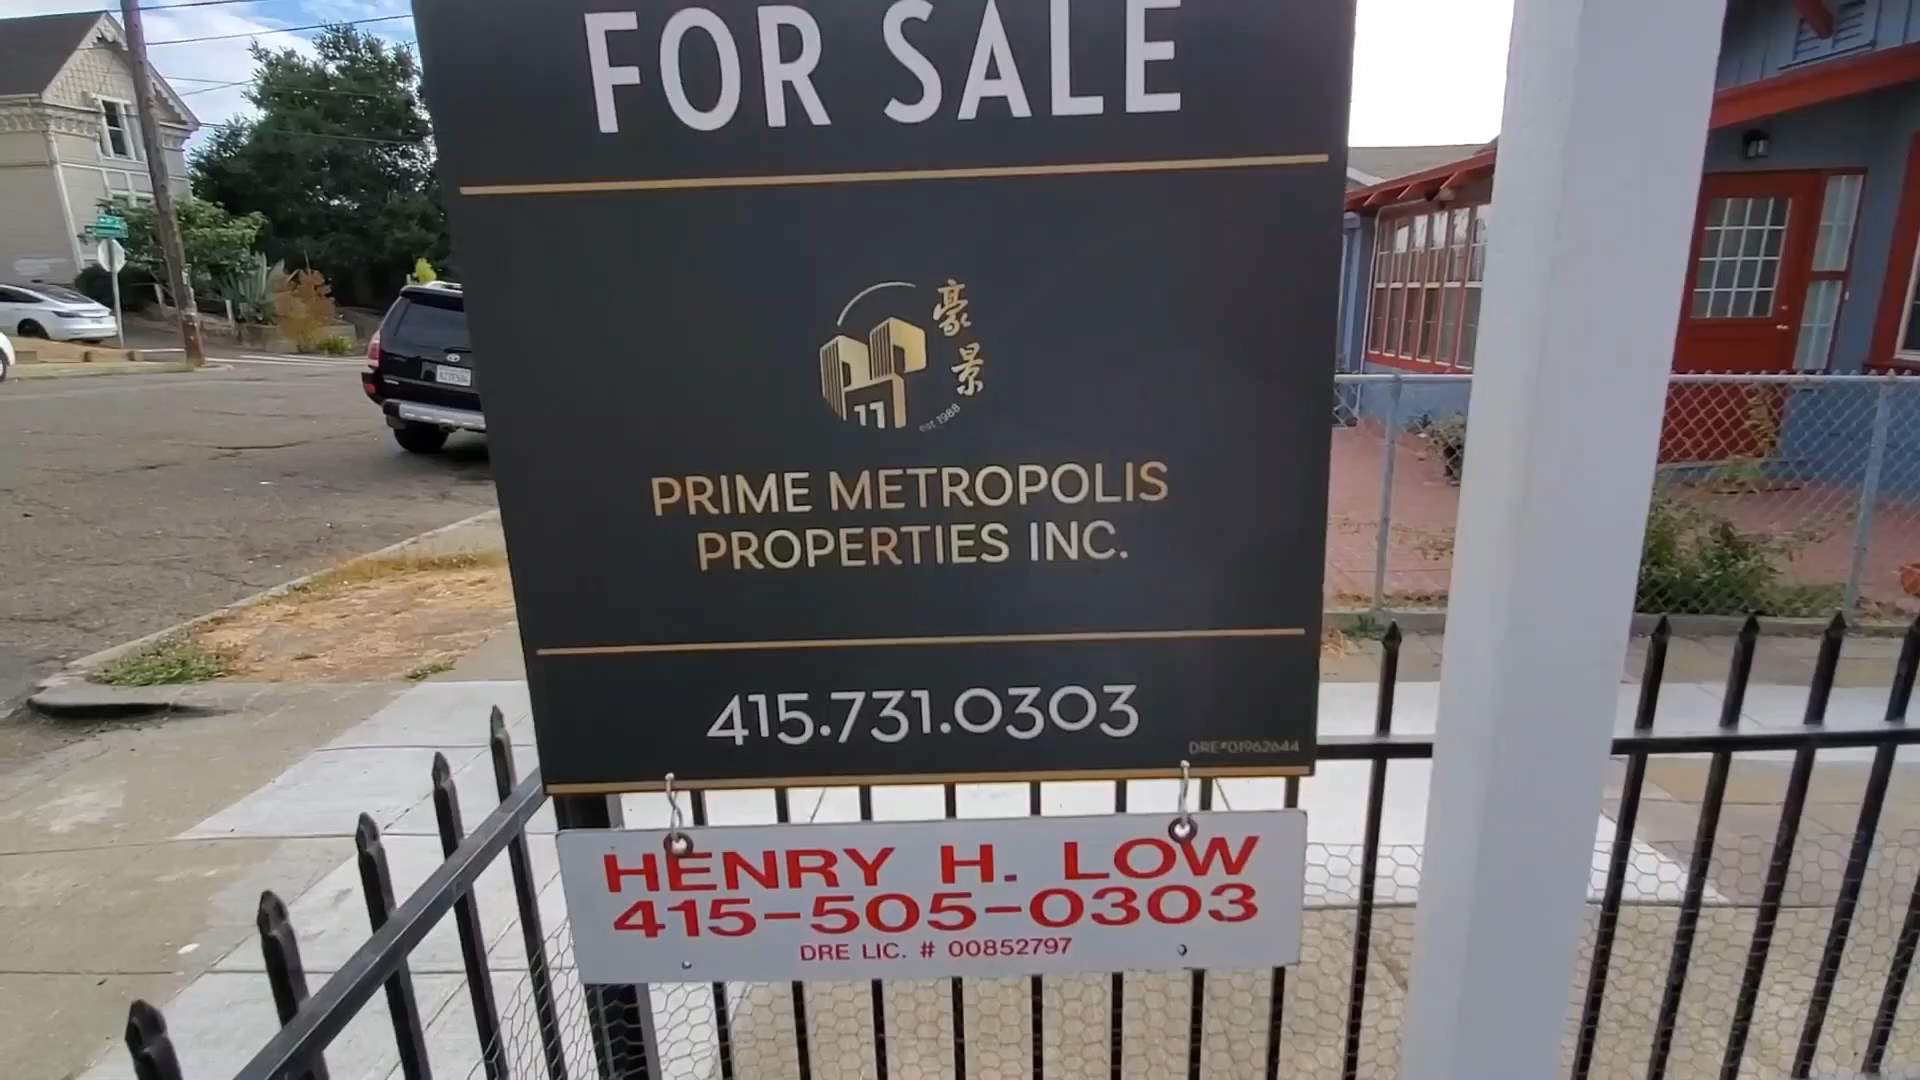 FOR SALE
豪
景
11
est 1988
PRIME METROPOLIS
PROPERTIES INC.
415.731.0303
DRE#01962644
HENRY H. LOW
415-505-0303
DRE LIC. # 00852797